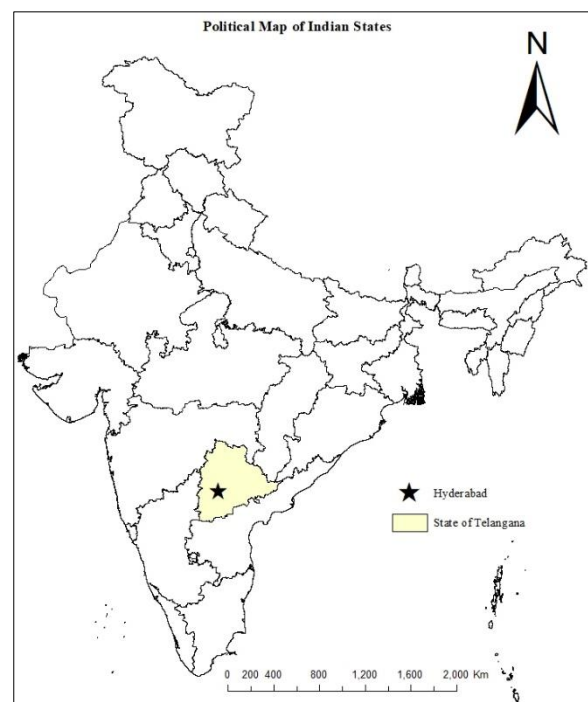 Political Map of Indian States
N
Hyderabad
State of Telangana
0 200 400 800 1,200 1,600 2,000 Km